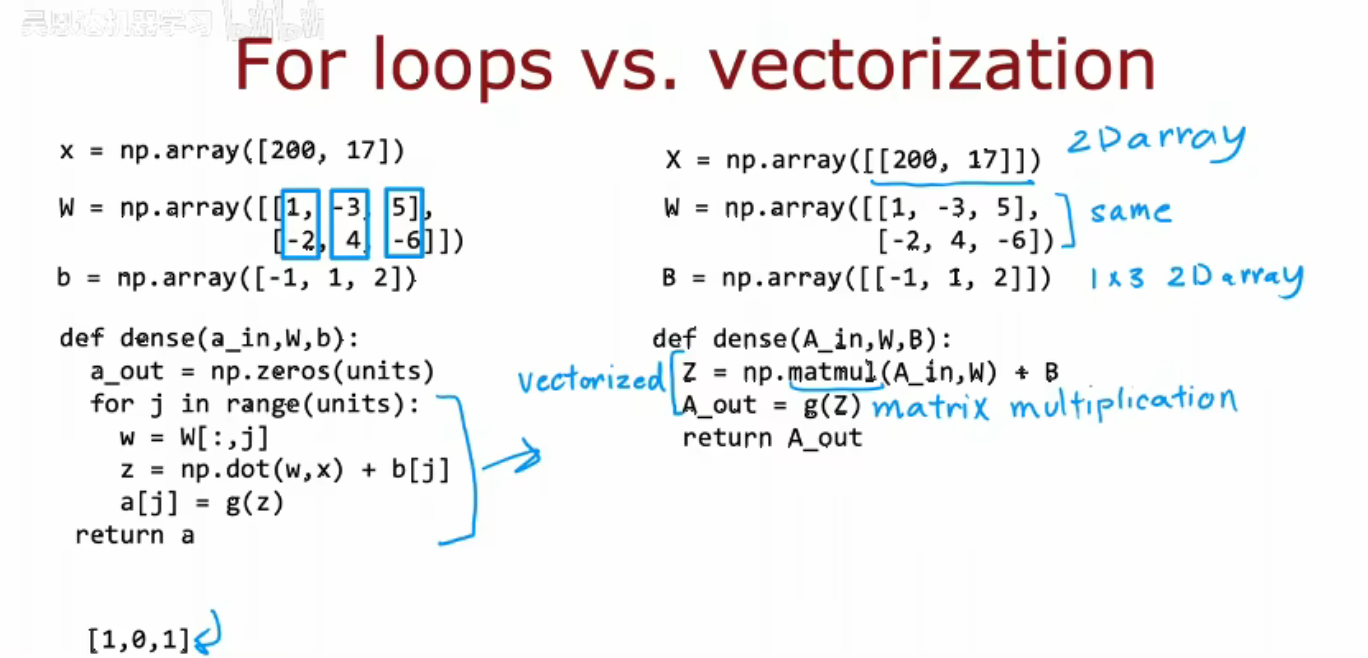 吴恩达机器学习
For loops vs. vectorization
x = np.array([200, 17])
W = np.array([[1, -3, 5],
[-2, 4, -6]])
b = np.array([-1, 1, 2])
def dense(a_in,W,b):
a_out = np.zeros(units)
for j in range(units):
w = W[:,j]
z = np.dot(w,x) + b[j]
a[j] = g(z)
return a
[1,0,1]
X = np.array([[200, 17]])
2D array
W = np.array([[1, -3, 5],
[-2, 4, -6])
same
B = np.array([[-1, 1, 2]])
1 x 3 2D array
def dense(A_in,W,B):
vectorized
Z = np.matmul(A_in,W) + B
A_out = g(Z)
matrix multiplication
return A_out